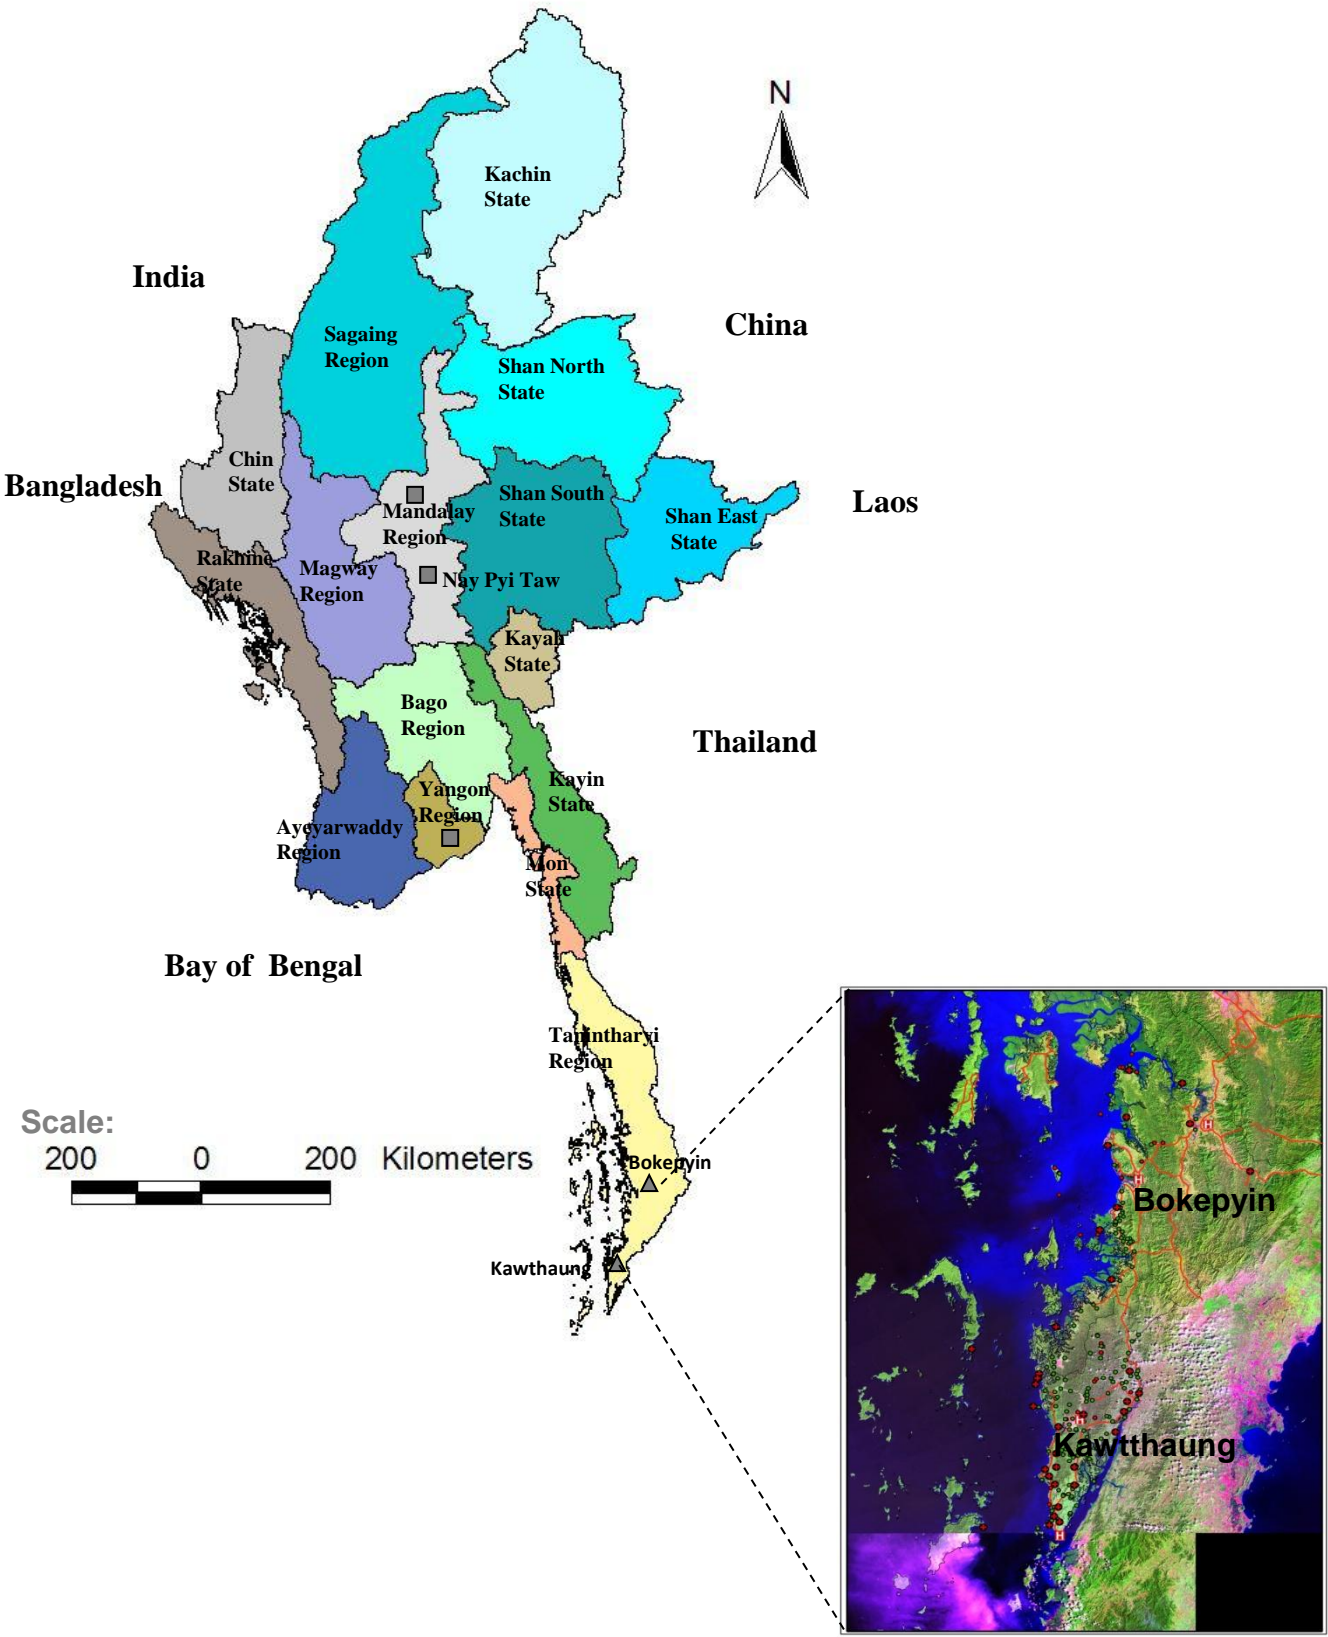 N
Kachin
State
India
China
Sagaing
Region
Shan North
State
Chin
State
Bangladesh
Shan South
State
Laos
Mandalay
Region
Shan East
State
Rakhine
State
Magway
Region
Nay Pyi Taw
Kayah
State
Bago
Region
Thailand
Kayin
State
Yangon
Region
Ayeyarwaddy
Region
Mon
State
Bay of Bengal
Tanintharyi
Region
Scale:
200 0 200 Kilometers
Bokepyin
Kawthaung
H
H
Bokepyin
H
Kawtthaung
H